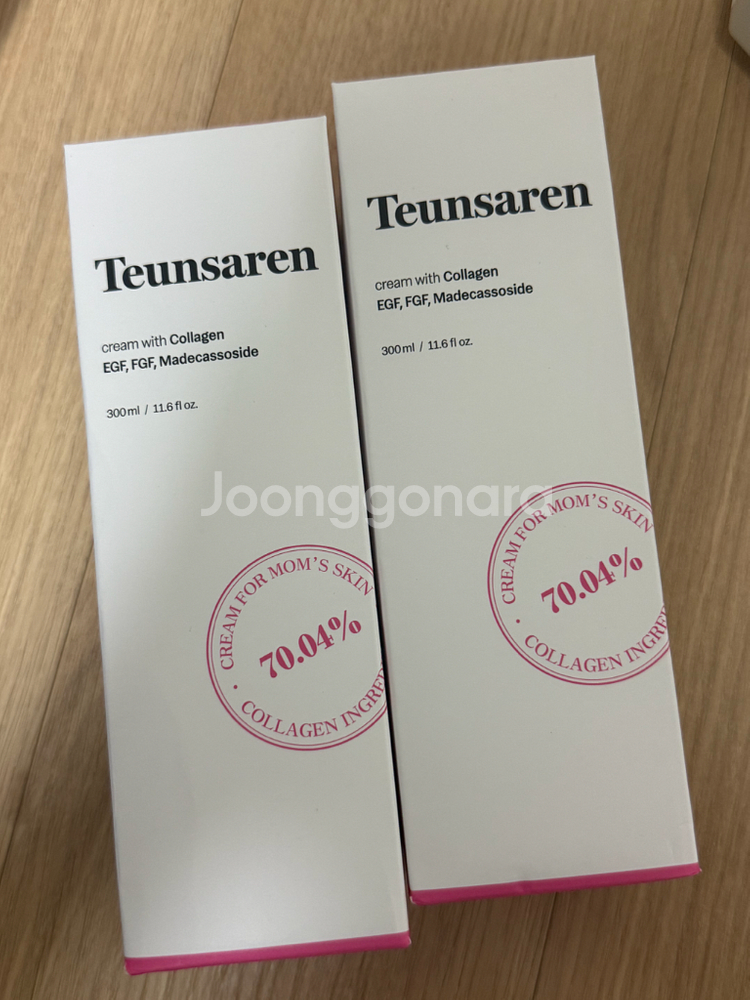 Teunsaren
cream with Collagen
EGF, FGF, Madecassoside
300ml / 11.6 fl oz.
CREAM FOR MOM'S SKIN
70.04%
• COLLAGEN INGRE
Teunsaren
cream with Collagen
EGF, FGF, Madecassoside
300ml / 11.6 fl oz.
CREAM FOR MOM'S SKIN
70.04%
• COLLAGEN INGRE
Joonggonara